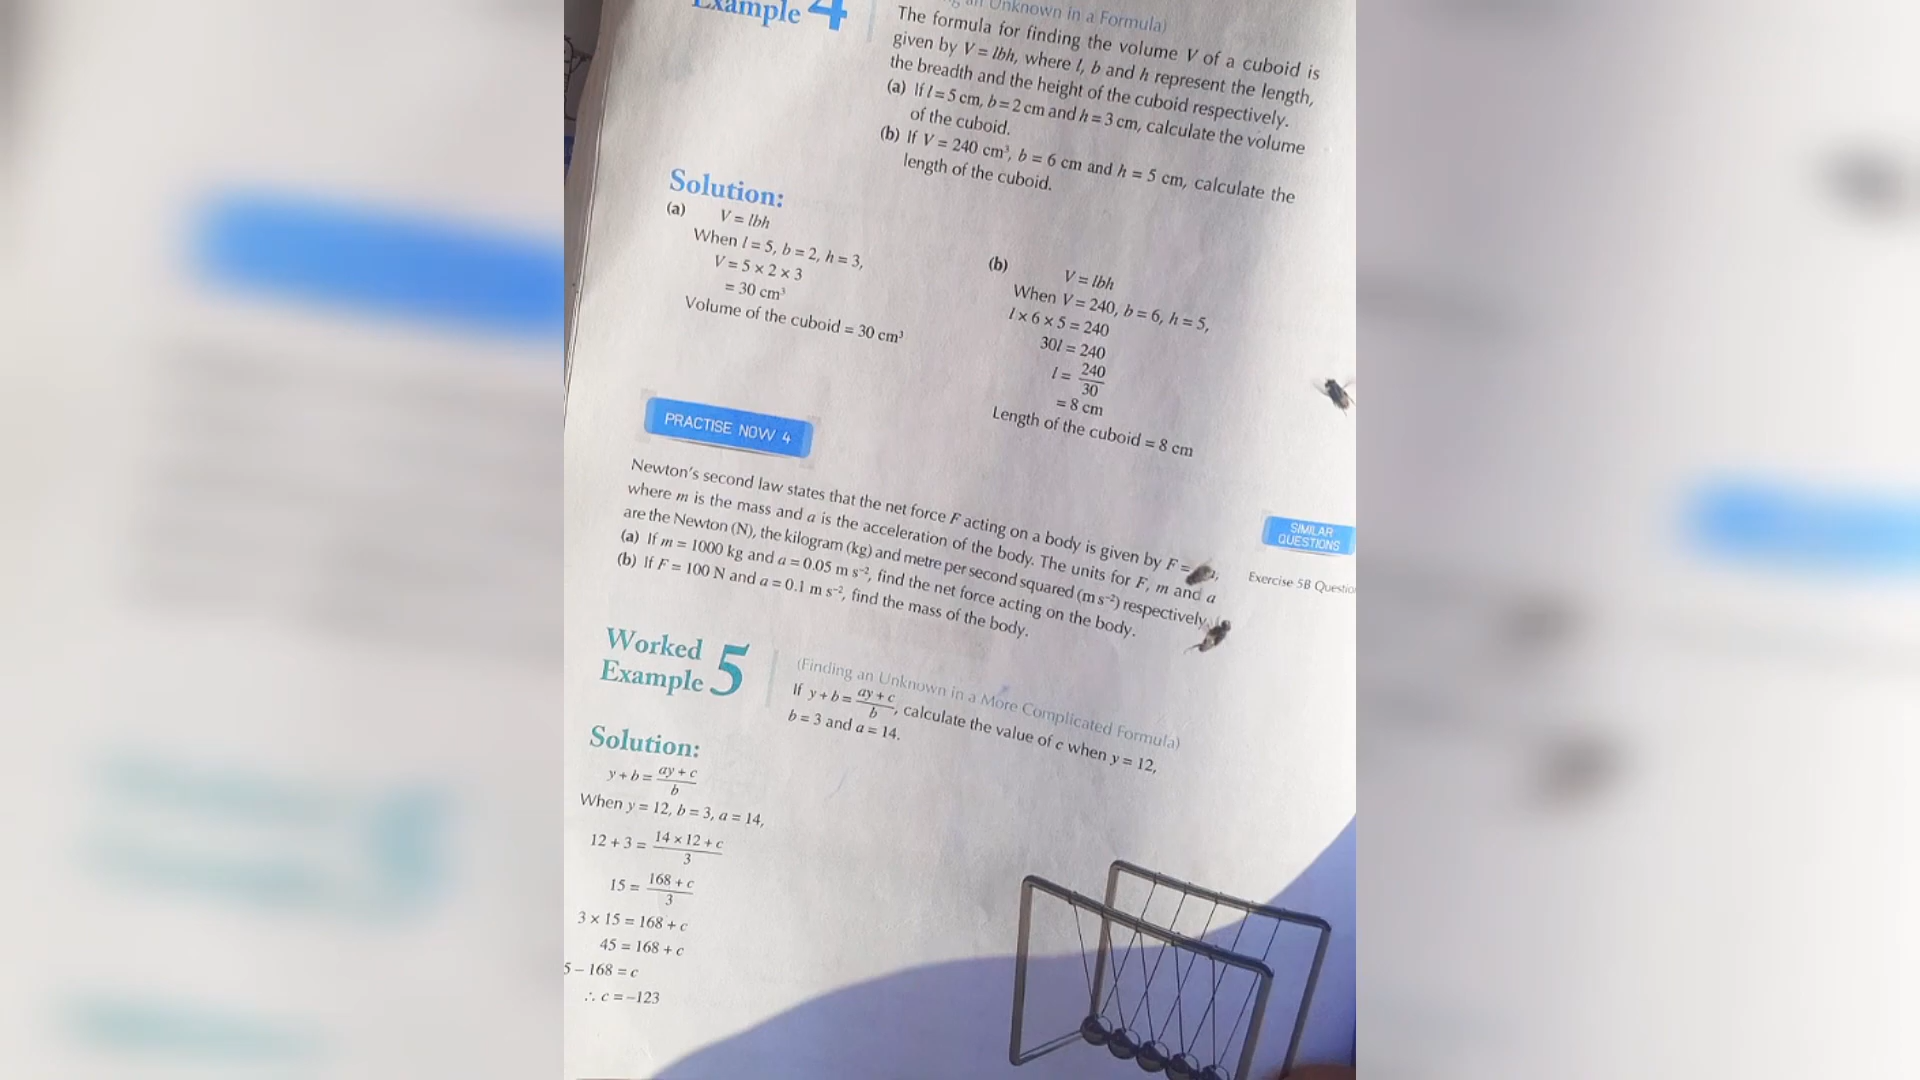 Example 4
Unknown in a Formula)
The formula for finding the volume V of a cuboid is
given by V = lbh, where l, b and h represent the length,
the breadth and the height of the cuboid respectively.
(a) If l = 5 cm, b = 2 cm and h = 3 cm, calculate the volume
of the cuboid.
(b) If V = 240 cm³, b = 6 cm and h = 5 cm, calculate the
length of the cuboid.
Solution:
(a) V = lbh
When l = 5, b = 2, h = 3,
V = 5 × 2 × 3
= 30 cm³
Volume of the cuboid = 30 cm³
(b) V = lbh
When V = 240, b = 6, h = 5,
l × 6 × 5 = 240
30l = 240
l = 240/30
= 8 cm
Length of the cuboid = 8 cm
PRACTISE NOW 4
Newton's second law states that the net force F acting on a body is given by F =
where m is the mass and a is the acceleration of the body. The units for F, m and a
are the Newton (N), the kilogram (kg) and metre per second squared (m s⁻²) respectively.
(a) If m = 1000 kg and a = 0.05 m s⁻², find the net force acting on the body.
(b) If F = 100 N and a = 0.1 m s⁻², find the mass of the body.
SIMILAR
QUESTIONS
Exercise 5B
Worked
Example 5
(Finding an Unknown in a More Complicated Formula)
If y + b = (ay + c)/b, calculate the value of c when y = 12,
b = 3 and a = 14.
Solution:
y + b = (ay + c)/b
When y = 12, b = 3, a = 14,
12 + 3 = (14 × 12 + c)/3
15 = (168 + c)/3
3 × 15 = 168 + c
45 = 168 + c
5 – 168 = c
∴ c = –123